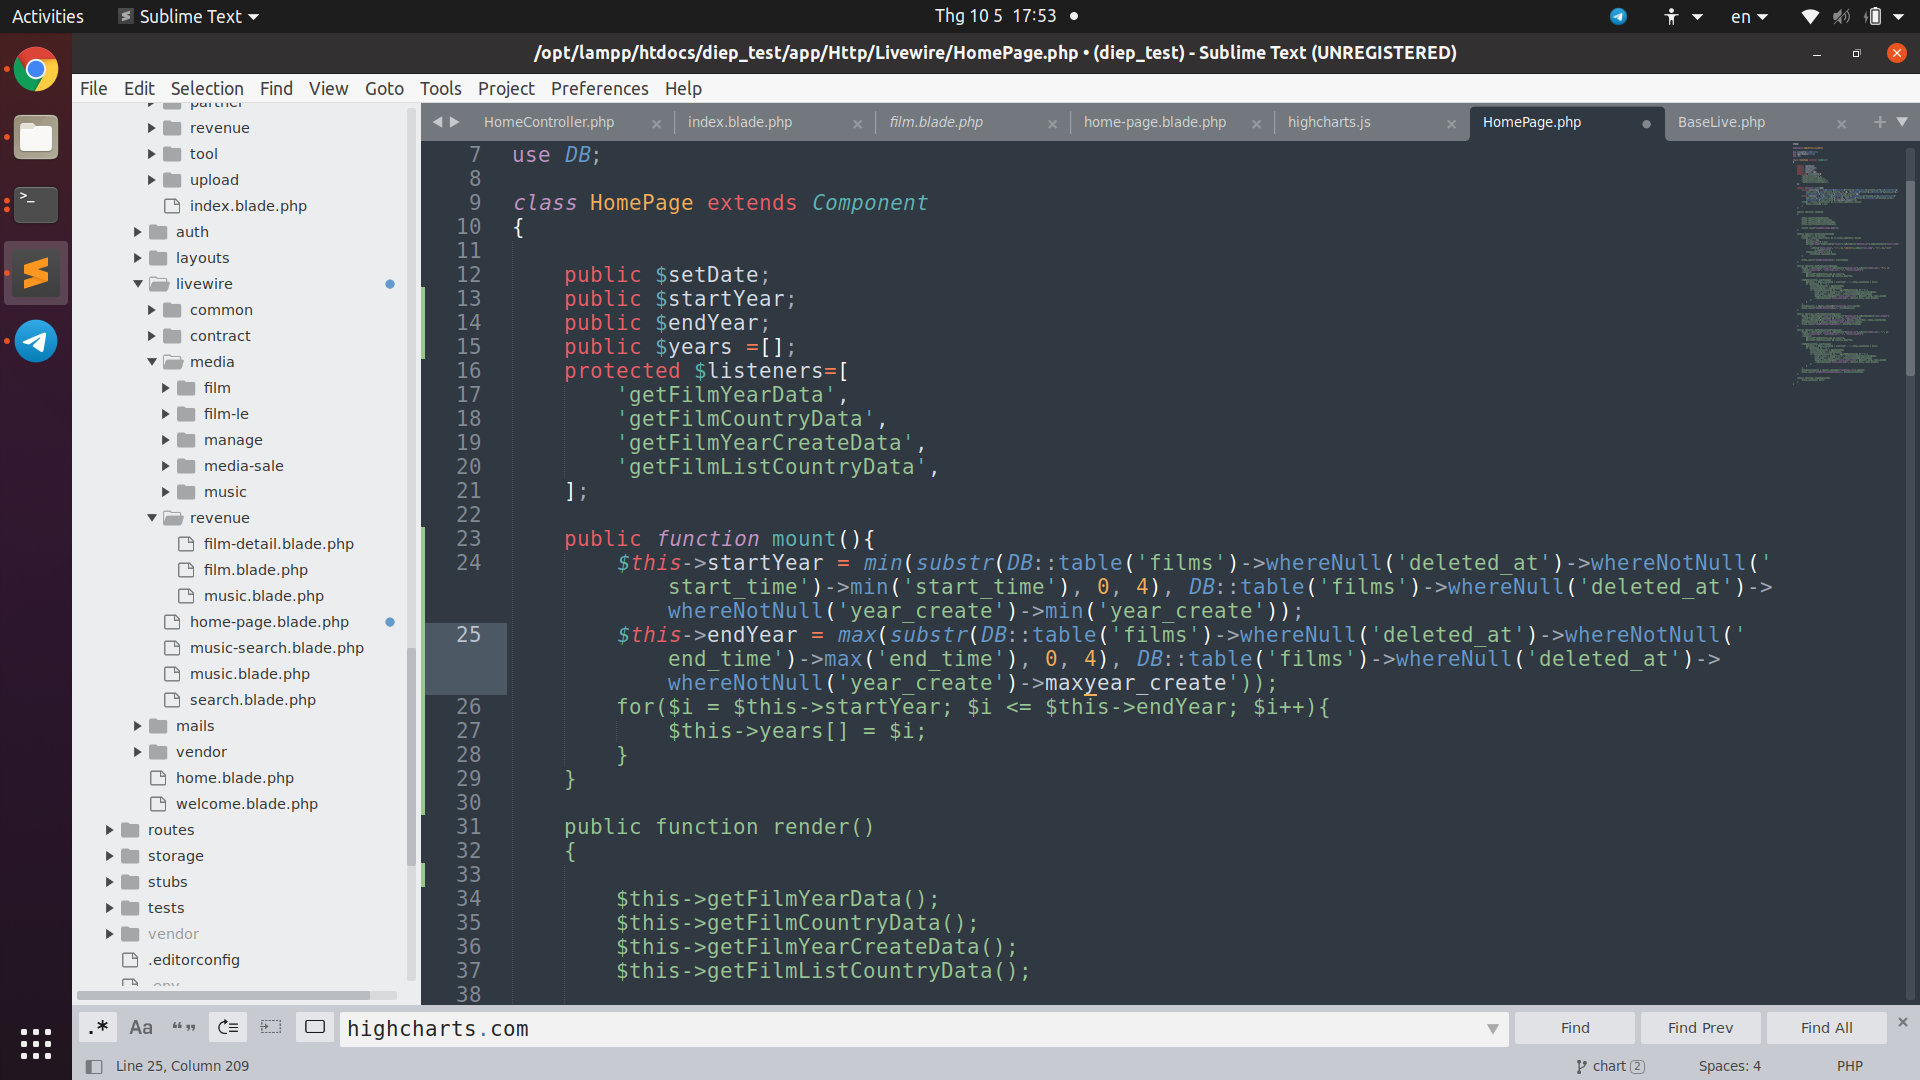 Activities
Sublime Text
Thg 10 5 17:53
en
/opt/lampp/htdocs/diep_test/app/Http/Livewire/HomePage.php • (diep_test) - Sublime Text (UNREGISTERED)
File Edit Selection Find View Goto Tools Project Preferences Help
partner
revenue
tool
upload
index.blade.php
auth
layouts
livewire
common
contract
media
film
film-le
manage
media-sale
music
revenue
film-detail.blade.php
film.blade.php
music.blade.php
home-page.blade.php
music-search.blade.php
music.blade.php
search.blade.php
mails
vendor
home.blade.php
welcome.blade.php
routes
storage
stubs
tests
vendor
.editorconfig
.env
HomeController.php
index.blade.php
film.blade.php
home-page.blade.php
highcharts.js
HomePage.php
BaseLive.php
7 use DB;
8
9 class HomePage extends Component
10 {
11
12 public $setDate;
13 public $startYear;
14 public $endYear;
15 public $years =[];
16 protected $listeners=[
17 'getFilmYearData',
18 'getFilmCountryData',
19 'getFilmYearCreateData',
20 'getFilmListCountryData',
21 ];
22
23 public function mount(){
24 $this->startYear = min(substr(DB::table('films')->whereNull('deleted_at')->whereNotNull('
start_time')->min('start_time'), 0, 4), DB::table('films')->whereNull('deleted_at')->
whereNotNull('year_create')->min('year_create'));
25 $this->endYear = max(substr(DB::table('films')->whereNull('deleted_at')->whereNotNull('
end_time')->max('end_time'), 0, 4), DB::table('films')->whereNull('deleted_at')->
whereNotNull('year_create')->maxyear_create'));
26 for($i = $this->startYear; $i <= $this->endYear; $i++){
27 $this->years[] = $i;
28 }
29 }
30
31 public function render()
32 {
33
34 $this->getFilmYearData();
35 $this->getFilmCountryData();
36 $this->getFilmYearCreateData();
37 $this->getFilmListCountryData();
38
.* Aa “” highcharts.com Find Find Prev Find All
Line 25, Column 209
chart 2
Spaces: 4
PHP